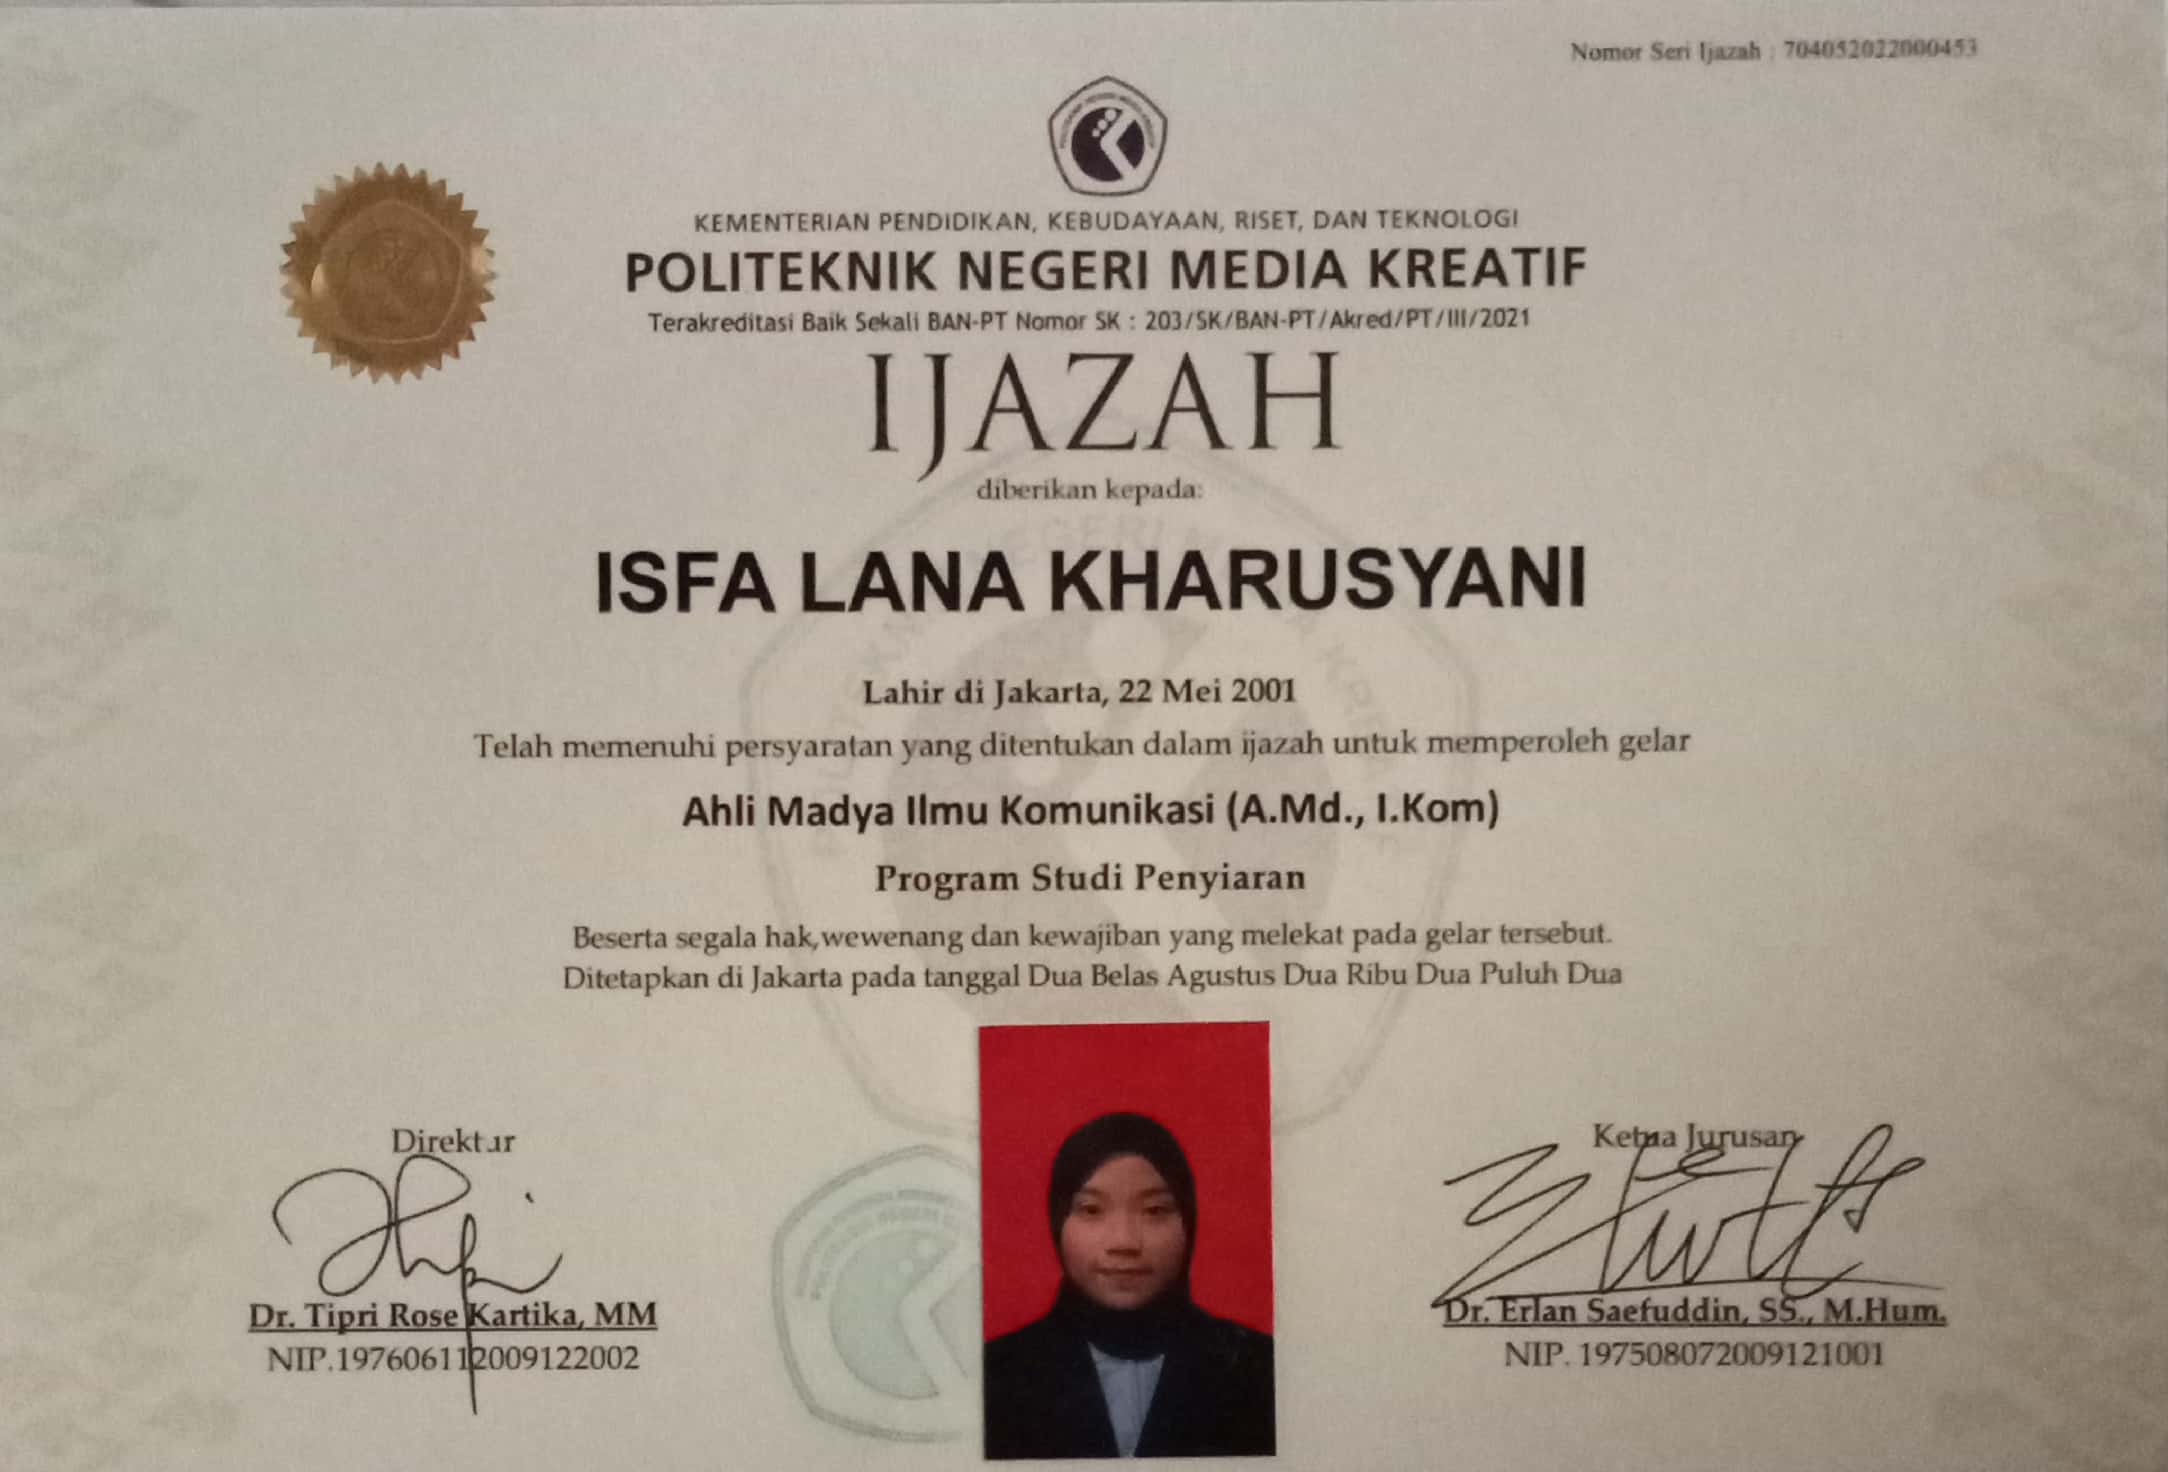 Nomor Seri Ijazah : 704052022000453
KEMENTERIAN PENDIDIKAN, KEBUDAYAAN, RISET, DAN TEKNOLOGI
POLITEKNIK NEGERI MEDIA KREATIF
Terakreditasi Baik Sekali BAN-PT Nomor SK : 203/SK/BAN-PT/Akred/PT/III/2021
IJAZAH
diberikan kepada:
ISFA LANA KHARUSYANI
Lahir di Jakarta, 22 Mei 2001
Telah memenuhi persyaratan yang ditentukan dalam ijazah untuk memperoleh gelar
Ahli Madya Ilmu Komunikasi (A.Md., I.Kom)
Program Studi Penyiaran
Beserta segala hak,wewenang dan kewajiban yang melekat pada gelar tersebut.
Ditetapkan di Jakarta pada tanggal Dua Belas Agustus Dua Ribu Dua Puluh Dua
Direktur
Dr. Tipri Rose Kartika, MM
NIP.197606112009122002
Ketua Jurusan
Dr. Erlan Saefuddin, SS., M.Hum.
NIP. 197508072009121001